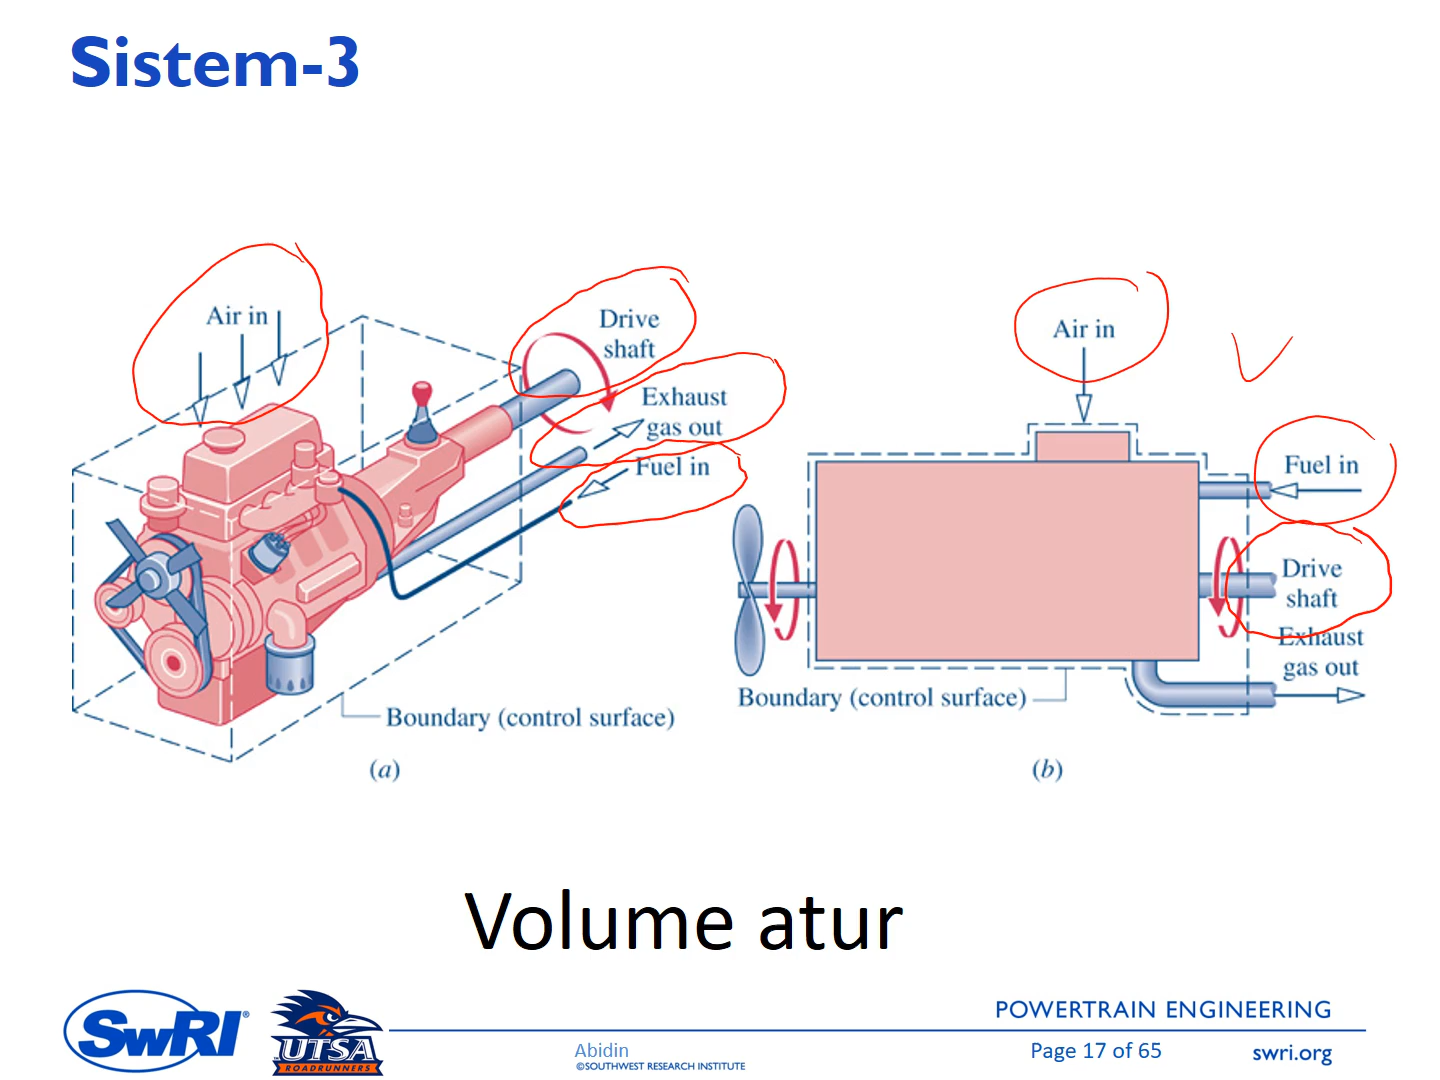 Sistem-3
Air in
Drive
shaft
Exhaust
gas out
Fuel in
Boundary (control surface)
(a)
Air in
Fuel in
Drive
shaft
Exhaust
gas out
Boundary (control surface)
(b)
Volume atur
SwRI®
UTSA
ROADRUNNERS
Abidin
©SOUTHWEST RESEARCH INSTITUTE
POWERTRAIN ENGINEERING
Page 17 of 65
swri.org